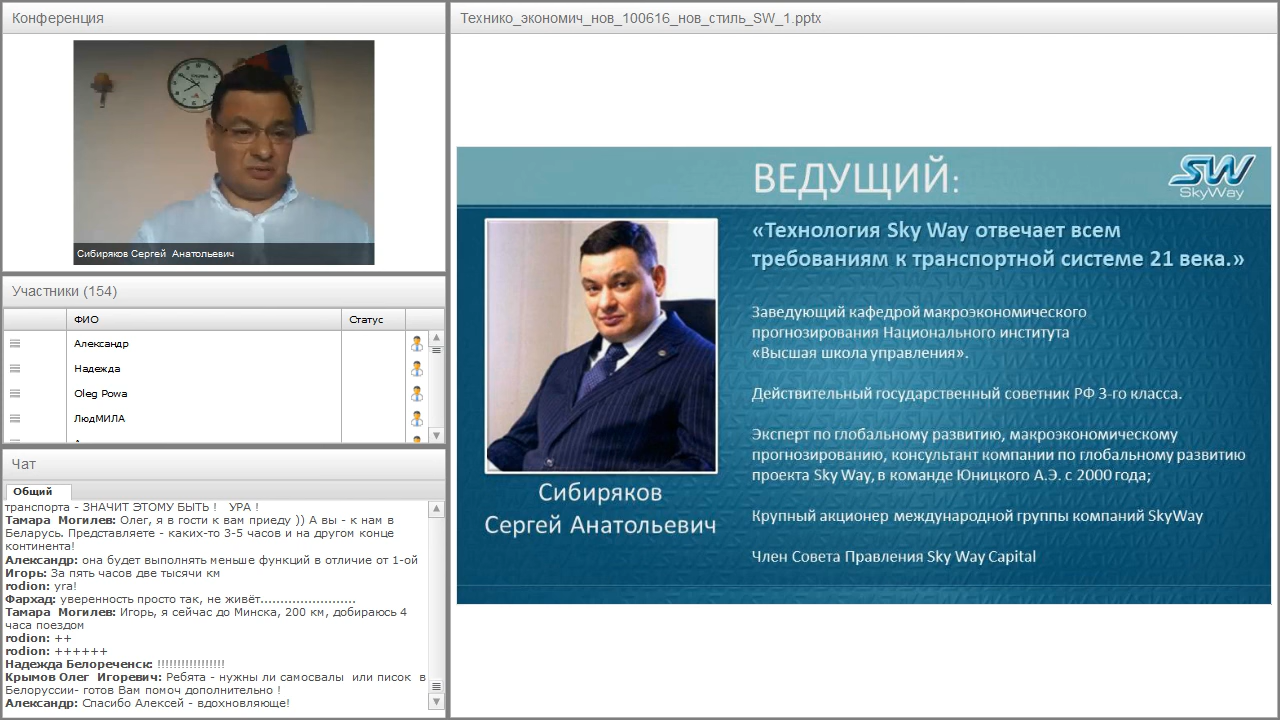 Конференция
Сибиряков Сергей Анатольевич
Участники (154)
ФИО Статус
Александр
Надежда
Oleg Powa
ЛюдМИЛА
Чат
Общий
транспорта - ЗНАЧИТ ЭТОМУ БЫТЬ ! УРА !
Тамара Могилев: Олег, я в гости к вам приеду )) А вы - к нам в
Беларусь. Представляете - каких-то 3-5 часов и на другом конце
континента!
Александр: она будет выполнять меньше функций в отличие от 1-ой
Игорь: За пять часов две тысячи км
rodion: ура!
Фархад: уверенность просто так, не живёт........................
Тамара Могилев: Игорь, я сейчас до Минска, 200 км, добираюсь 4
часа поездом
rodion: ++
rodion: ++++++
Надежда Белореченск: !!!!!!!!!!!!!!!!!
Крымов Олег Игоревич: Ребята - нужны ли самосвалы или писок в
Белоруссии- готов Вам дополнительно !
Александр: Спасибо Алексей - вдохновляюще!
Технико_экономич_нов_100616_нов_стиль_SW_1.pptx
ВЕДУЩИЙ:
SW
SkyWay
«Технология Sky Way отвечает всем
требованиям к транспортной системе 21 века.»
Заведующий кафедрой макроэкономического
прогнозирования Национального института
«Высшая школа управления».
Действительный государственный советник РФ 3-го класса.
Эксперт по глобальному развитию, макроэкономическому
прогнозированию, консультант компании по глобальному развитию
проекта Sky Way, в команде Юницкого А.Э. с 2000 года;
Крупный акционер международной группы компаний SkyWay
Член Совета Правления Sky Way Capital
Сибиряков
Сергей Анатольевич